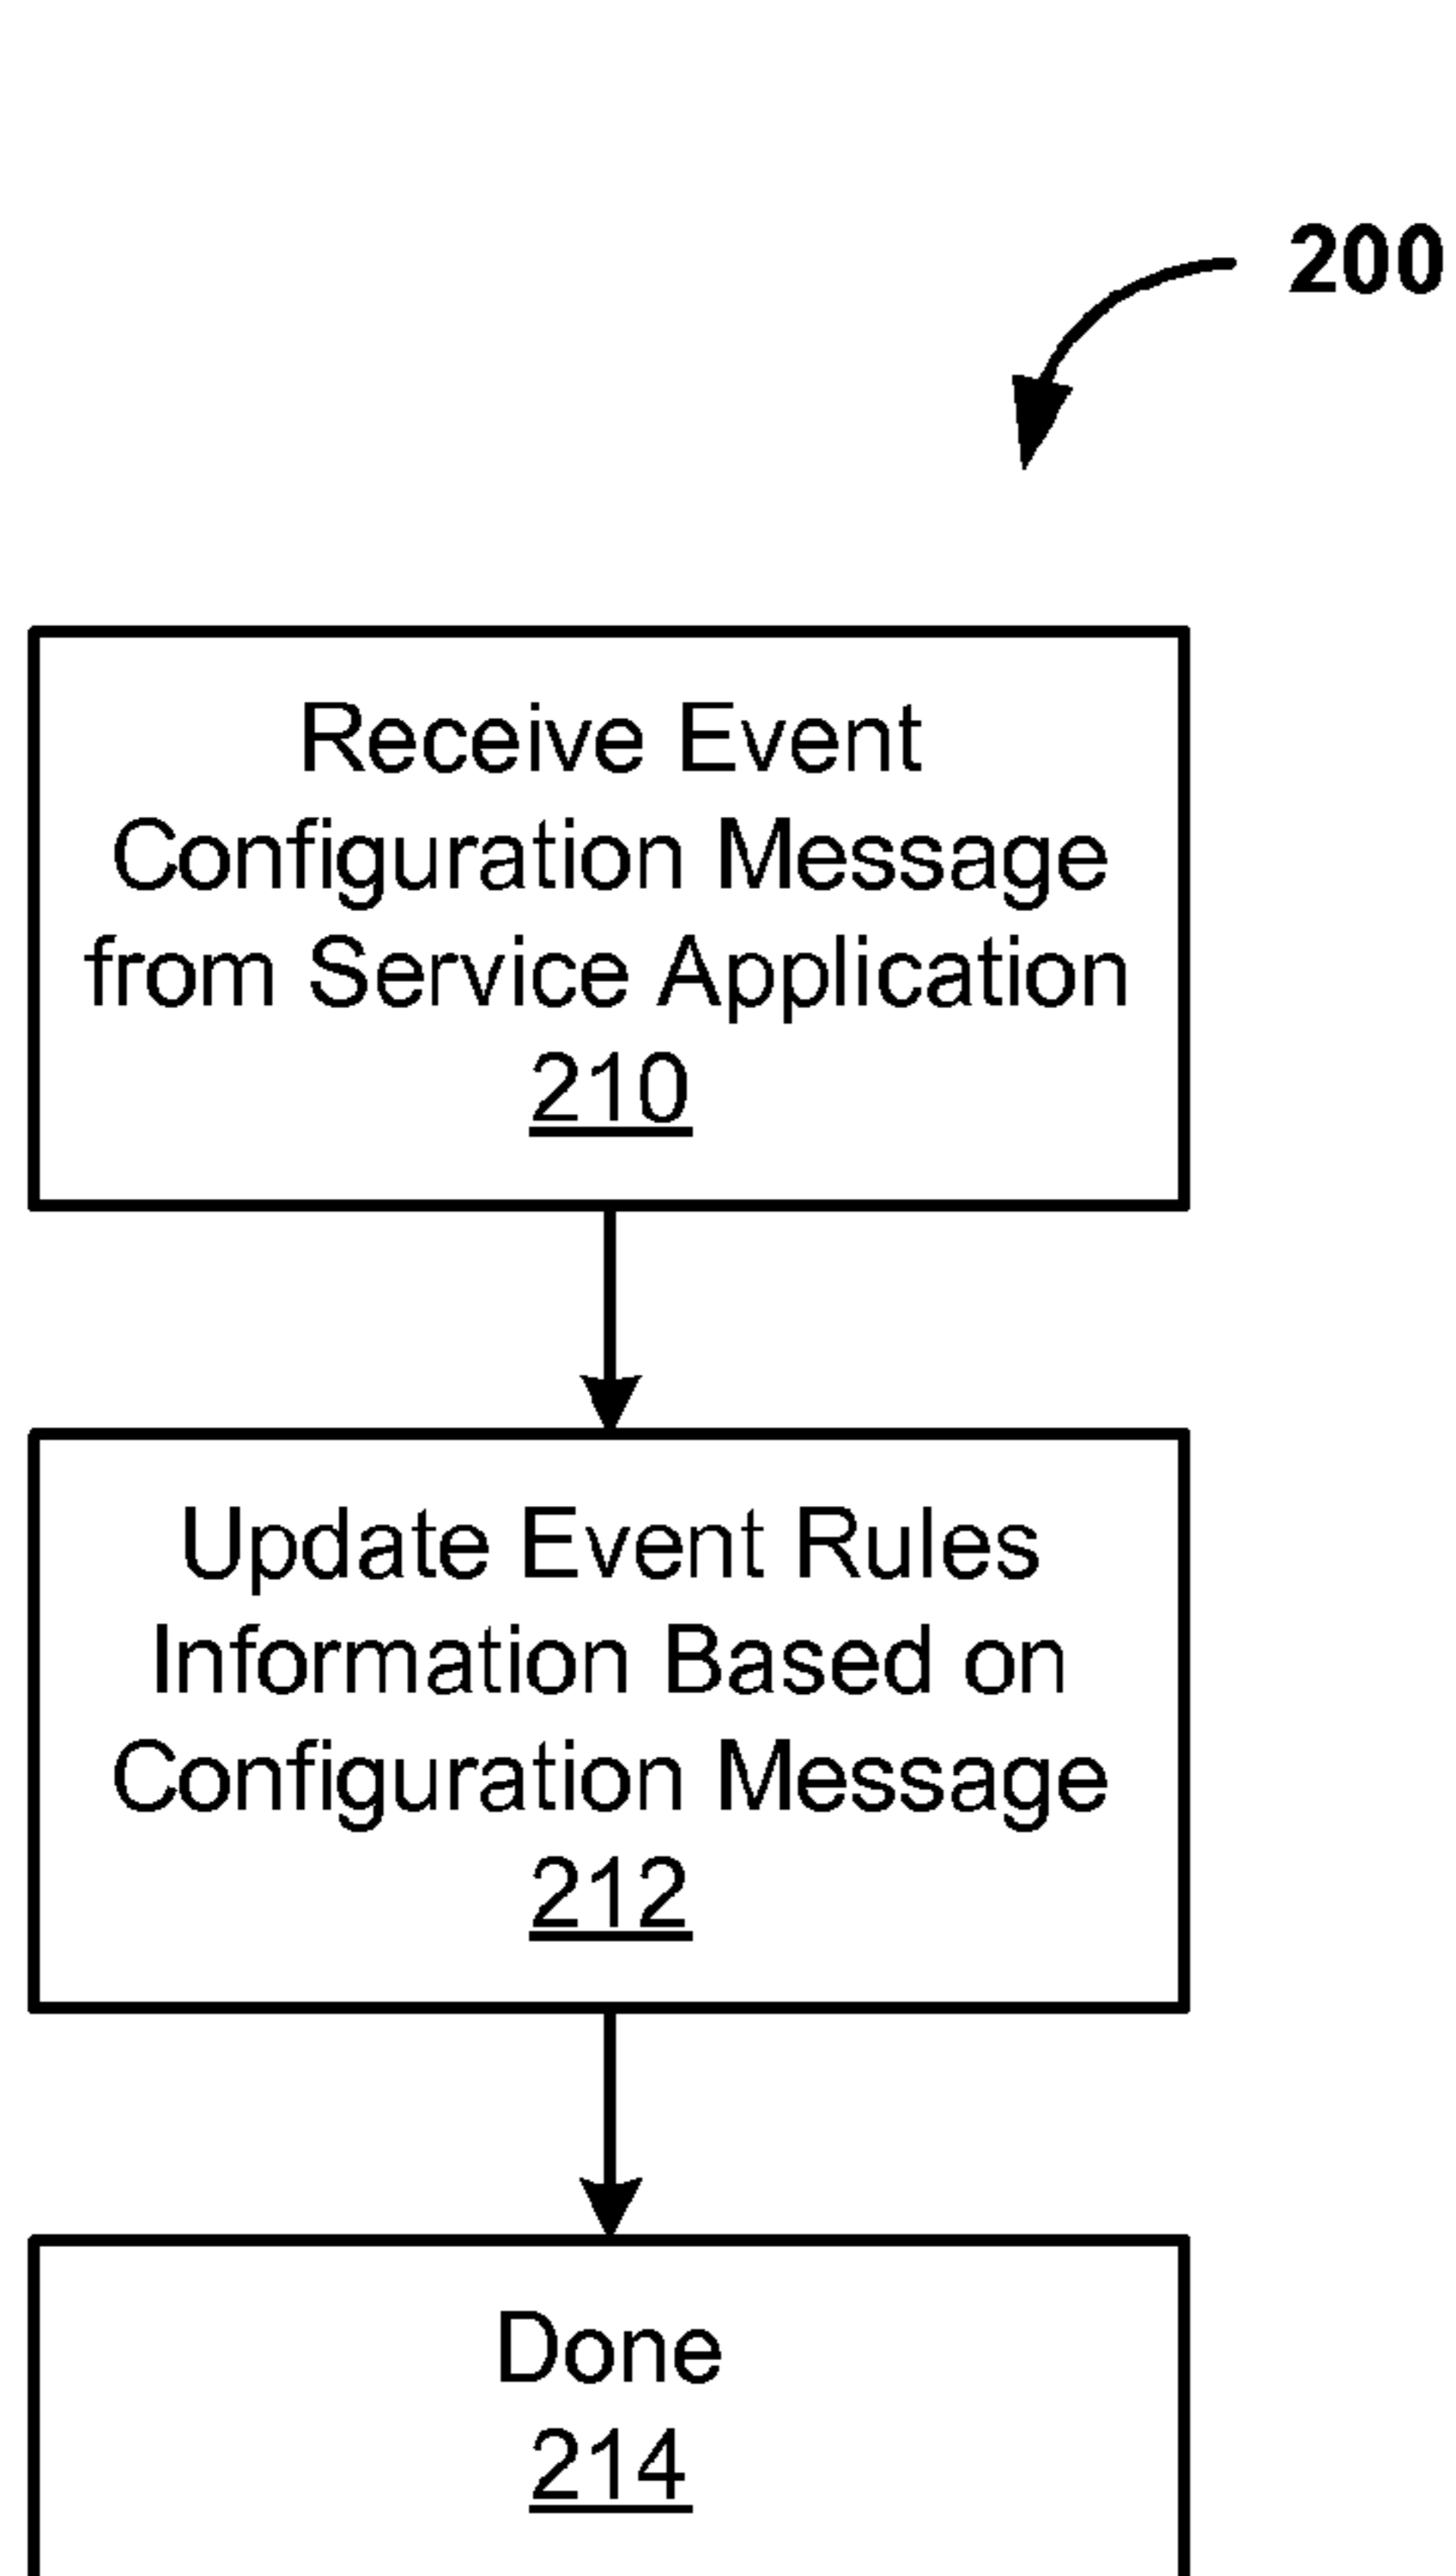 200
Receive Event
Configuration Message
from Service Application
210
Update Event Rules
Information Based on
Configuration Message
212
Done
214